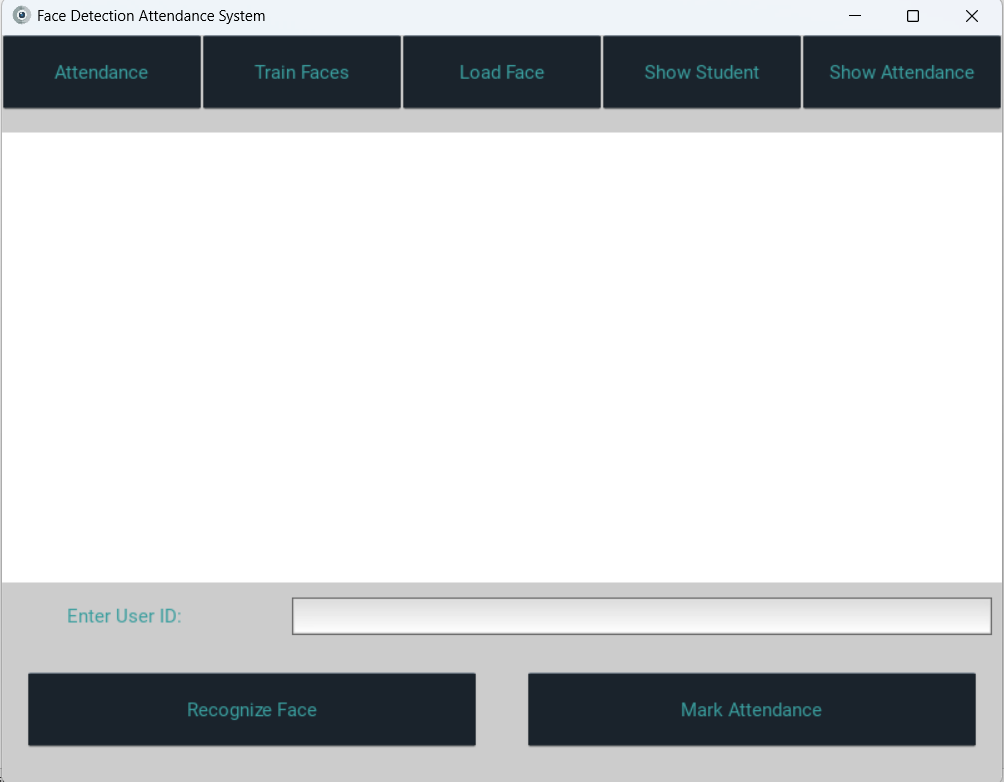 Face Detection Attendance System
Attendance
Train Faces
Load Face
Show Student
Show Attendance
Enter User ID:
Recognize Face
Mark Attendance